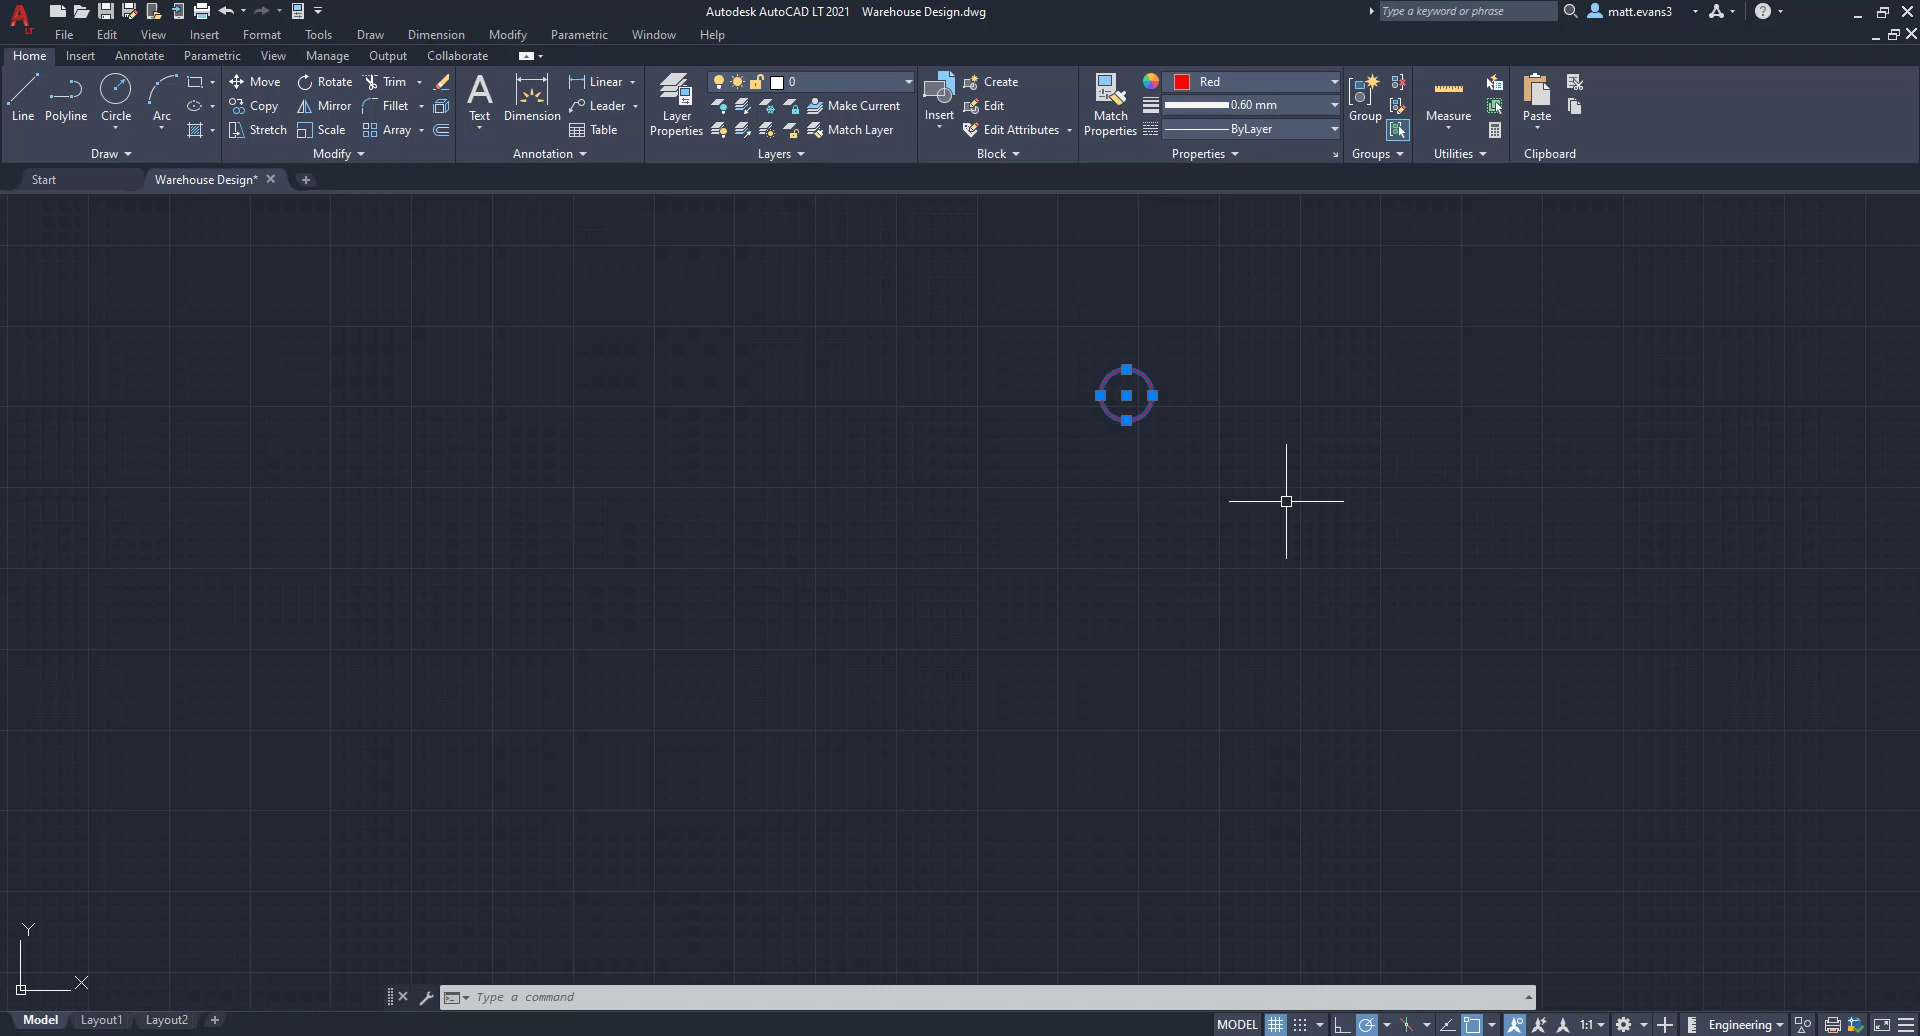 Autodesk AutoCAD LT 2021 Warehouse Design.dwg Type a keyword or phrase matt.evans3
LT
File Edit View Insert Format Tools Draw Dimension Modify Parametric Window Help
Home Insert Annotate Parametric View Manage Output Collaborate
Line Polyline Circle Arc
Move Rotate Trim
Copy Mirror Fillet
Stretch Scale Array
Text Dimension
Linear
Leader
Table
Layer Properties
0
Make Current
Match Layer
Insert
Create
Edit
Edit Attributes
Match Properties
Red
0.60 mm
ByLayer
Group
Measure
Paste
Draw Modify Annotation Layers Block Properties Groups Utilities Clipboard
Start Warehouse Design*
Y
X
Type a command
Model Layout1 Layout2
MODEL 1:1 Engineering